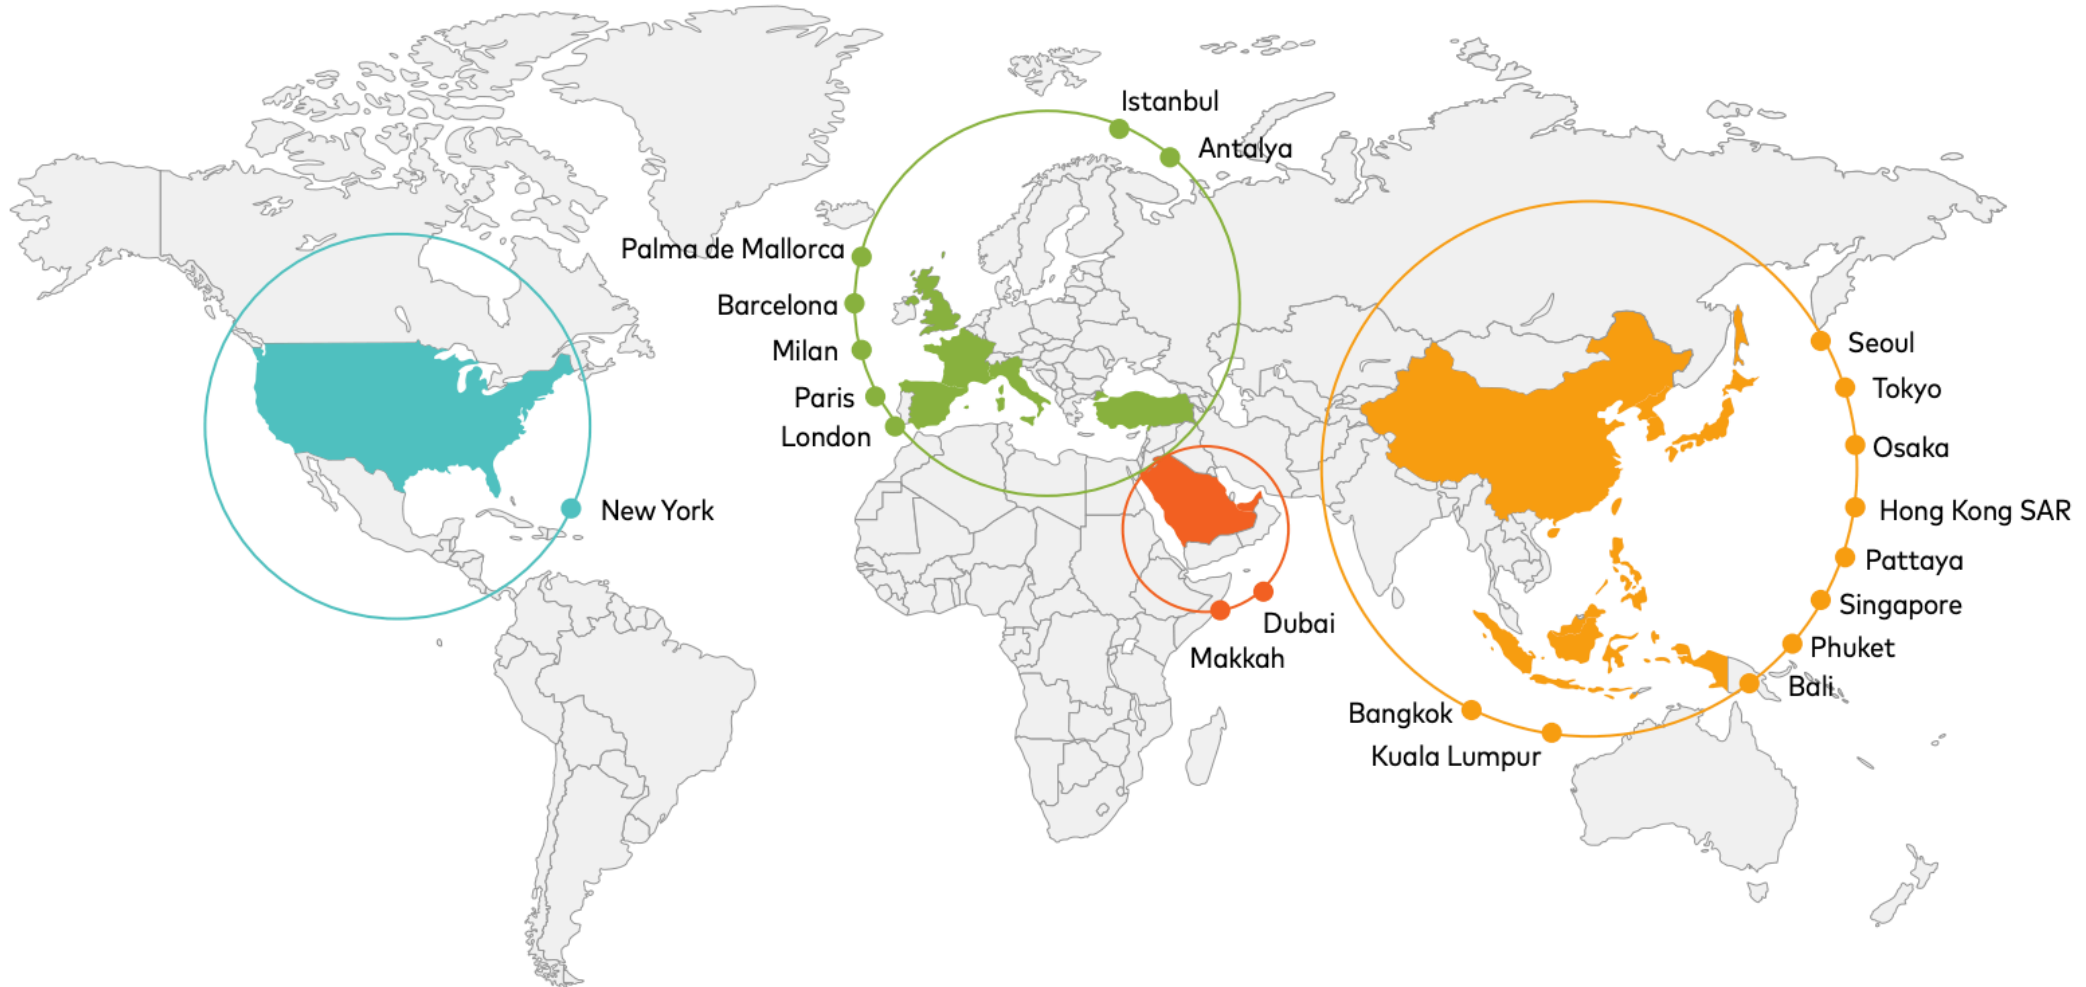 Istanbul
Antalya
Palma de Mallorca
Barcelona
Milan
Paris
London
New York
Dubai
Makkah
Seoul
Tokyo
Osaka
Hong Kong SAR
Pattaya
Singapore
Phuket
Bali
Bangkok
Kuala Lumpur